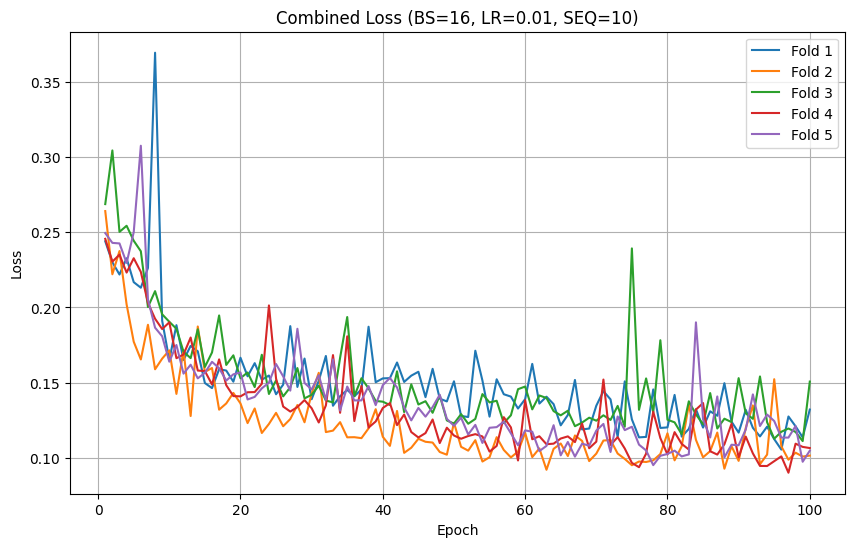 Combined Loss (BS=16, LR=0.01, SEQ=10)
Fold 1
Fold 2
Fold 3
Fold 4
Fold 5
Loss
0.35
0.30
0.25
0.20
0.15
0.10
0
20
40
60
80
100
Epoch